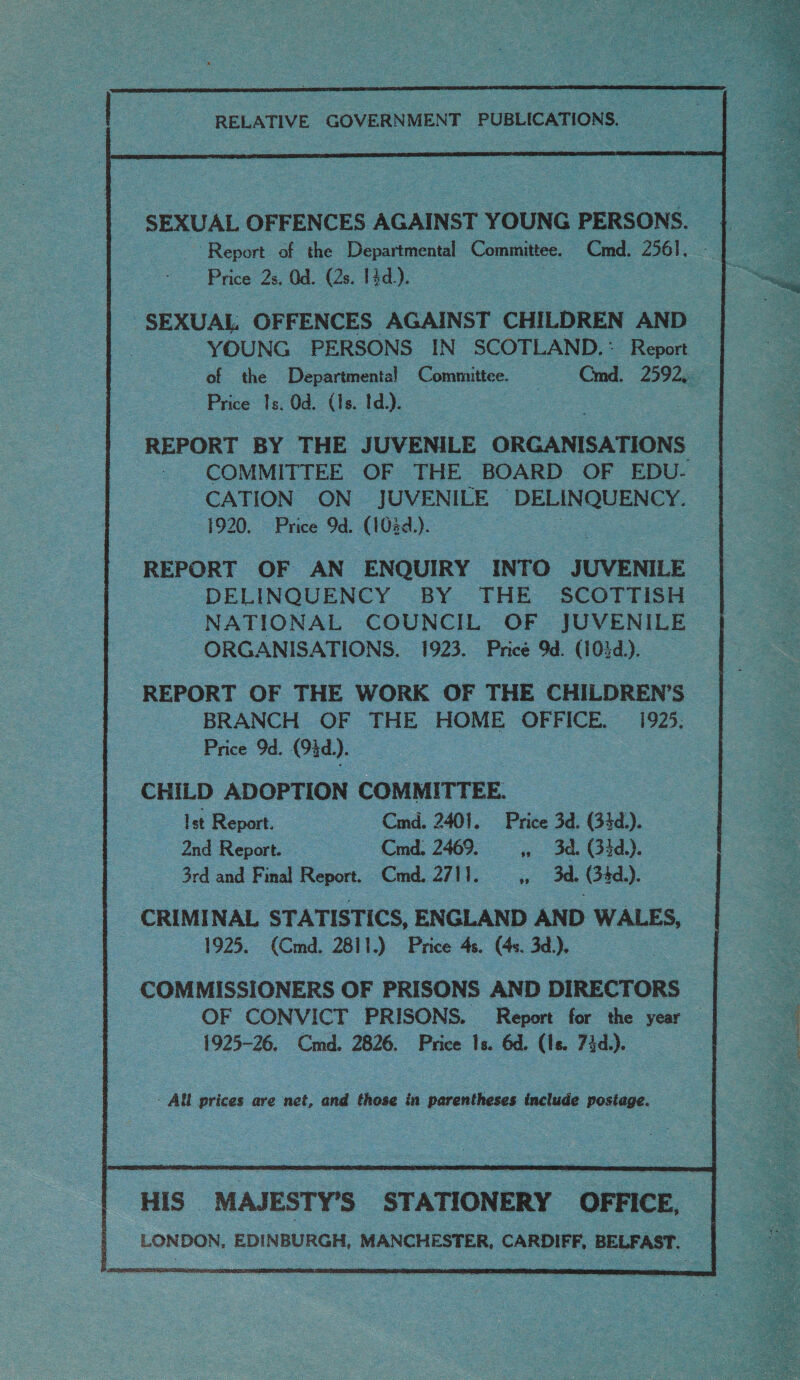 RELATIVE GOVERNMENT PUBLICATIONS.
SEXUAL OFFENCES AGAINST YOUNG PERSONS.
Report of the Departmental Committee. Cmd. 2561.
Price 2s. 0d. (2s. 1½d.).
SEXUAL OFFENCES AGAINST CHILDREN AND
YOUNG PERSONS IN SCOTLAND. Report
of the Departmental Committee. Cmd. 2592.
Price 1s. 0d. (1s. 1d.).
REPORT BY THE JUVENILE ORGANISATIONS
COMMITTEE OF THE BOARD OF EDU-
CATION ON JUVENILE DELINQUENCY.
1920. Price 9d. (10½d.).
REPORT OF AN ENQUIRY INTO JUVENILE
DELINQUENCY BY THE SCOTTISH
NATIONAL COUNCIL OF JUVENILE
ORGANISATIONS. 1923. Price 9d. (10½d.).
REPORT OF THE WORK OF THE CHILDREN'S
BRANCH OF THE HOME OFFICE. 1925.
Price 9d. (9½d.).
CHILD ADOPTION COMMITTEE.
1st Report. Cmd. 2401. Price 3d. (3½d.).
2nd Report. Cmd. 2469. „ 3d. (3½d.).
3rd and Final Report. Cmd. 2711. „ 3d. (3½d.).
CRIMINAL STATISTICS, ENGLAND AND WALES,
1925. (Cmd. 2811.) Price 4s. (4s. 3d.).
COMMISSIONERS OF PRISONS AND DIRECTORS
OF CONVICT PRISONS. Report for the year
1925-26. Cmd. 2826. Price 1s. 6d. (1s. 7½d.).
All prices are net, and those in parentheses include postage.
HIS MAJESTY'S STATIONERY OFFICE,
LONDON, EDINBURGH, MANCHESTER, CARDIFF, BELFAST.